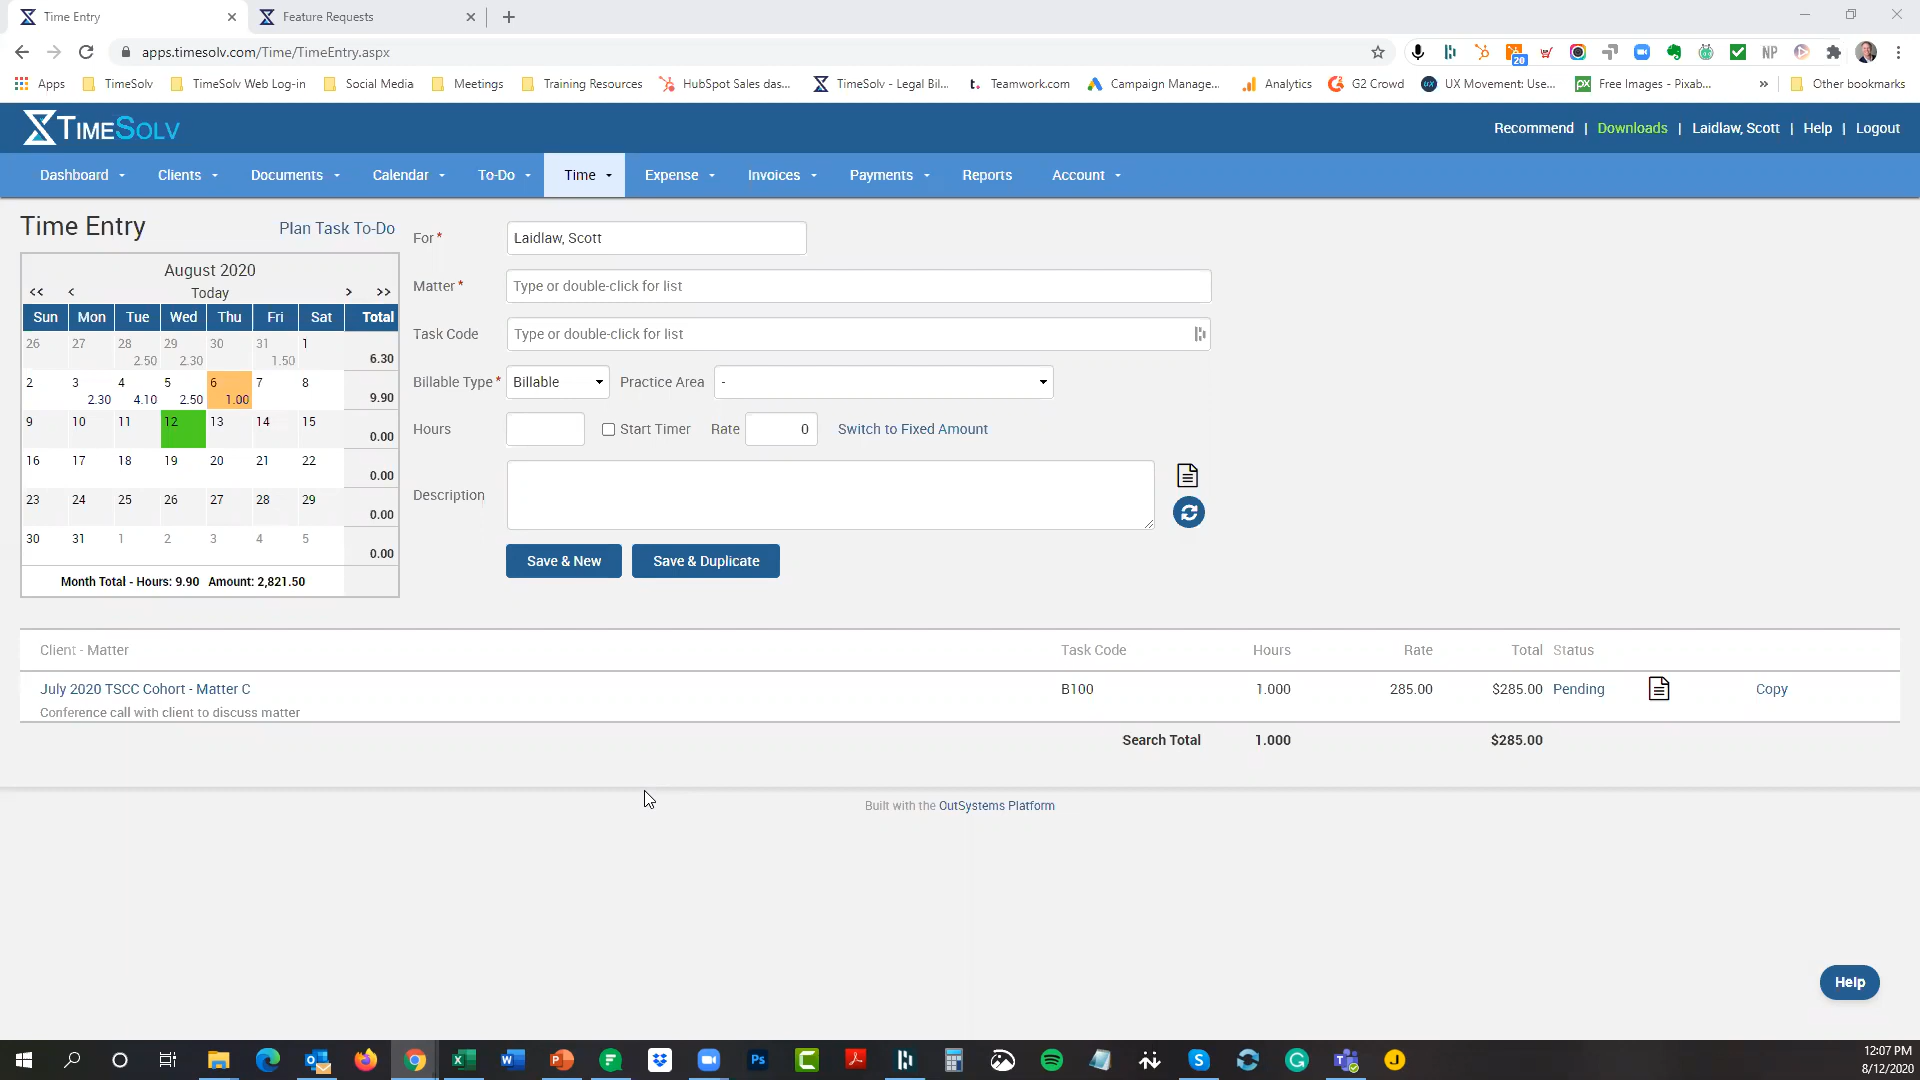 Time Entry
Feature Requests
apps.timesolv.com/Time/TimeEntry.aspx
20
NP
Apps TimeSolv TimeSolv Web Log-in Social Media Meetings Training Resources HubSpot Sales das... TimeSolv - Legal Bil... t. Teamwork.com Campaign Manage... Analytics G2 Crowd UX UX Movement: Use... px Free Images - Pixab... » Other bookmarks
TIMESOLV
Recommend | Downloads | Laidlaw, Scott | Help | Logout
Dashboard Clients Documents Calendar To-Do Time Expense Invoices Payments Reports Account
Time Entry
Plan Task To-Do
August 2020
<< < Today > >>
Sun Mon Tue Wed Thu Fri Sat Total
26 27 28 29 30 31 1
2.50 2.30 1.50 6.30
2 3 4 5 6 7 8
2.30 4.10 2.50 1.00 9.90
9 10 11 12 13 14 15
0.00
16 17 18 19 20 21 22
0.00
23 24 25 26 27 28 29
0.00
30 31 1 2 3 4 5
0.00
Month Total - Hours: 9.90 Amount: 2,821.50
For* Laidlaw, Scott
Matter* Type or double-click for list
Task Code Type or double-click for list
Billable Type* Billable Practice Area -
Hours Start Timer Rate 0 Switch to Fixed Amount
Description
Save & New Save & Duplicate
Client - Matter Task Code Hours Rate Total Status
July 2020 TSCC Cohort - Matter C B100 1.000 285.00 $285.00 Pending Copy
Conference call with client to discuss matter
Search Total 1.000 $285.00
Built with the OutSystems Platform
Help
Ps
J
12:07 PM
8/12/2020